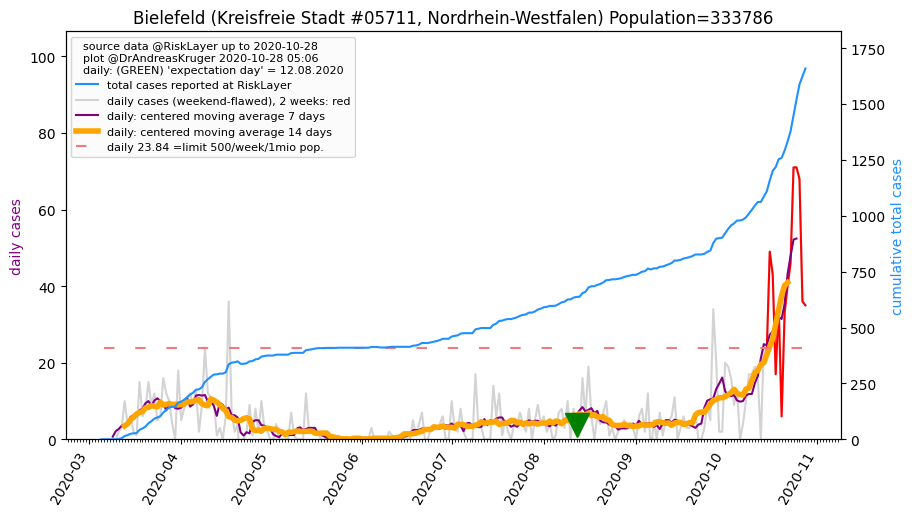 Bielefeld (Kreisfreie Stadt #05711, Nordrhein-Westfalen) Population=333786
source data @RiskLayer up to 2020-10-28
plot @DrAndreasKruger 2020-10-28 05:06
daily: (GREEN) 'expectation day' = 12.08.2020
total cases reported at RiskLayer
daily cases (weekend-flawed), 2 weeks: red
daily: centered moving average 7 days
daily: centered moving average 14 days
daily 23.84 =limit 500/week/1mio pop.
daily cases
100
80
60
40
20
0
cumulative total cases
1750
1500
1250
1000
750
500
250
0
2020-03
2020-04
2020-05
2020-06
2020-07
2020-08
2020-09
2020-10
2020-11